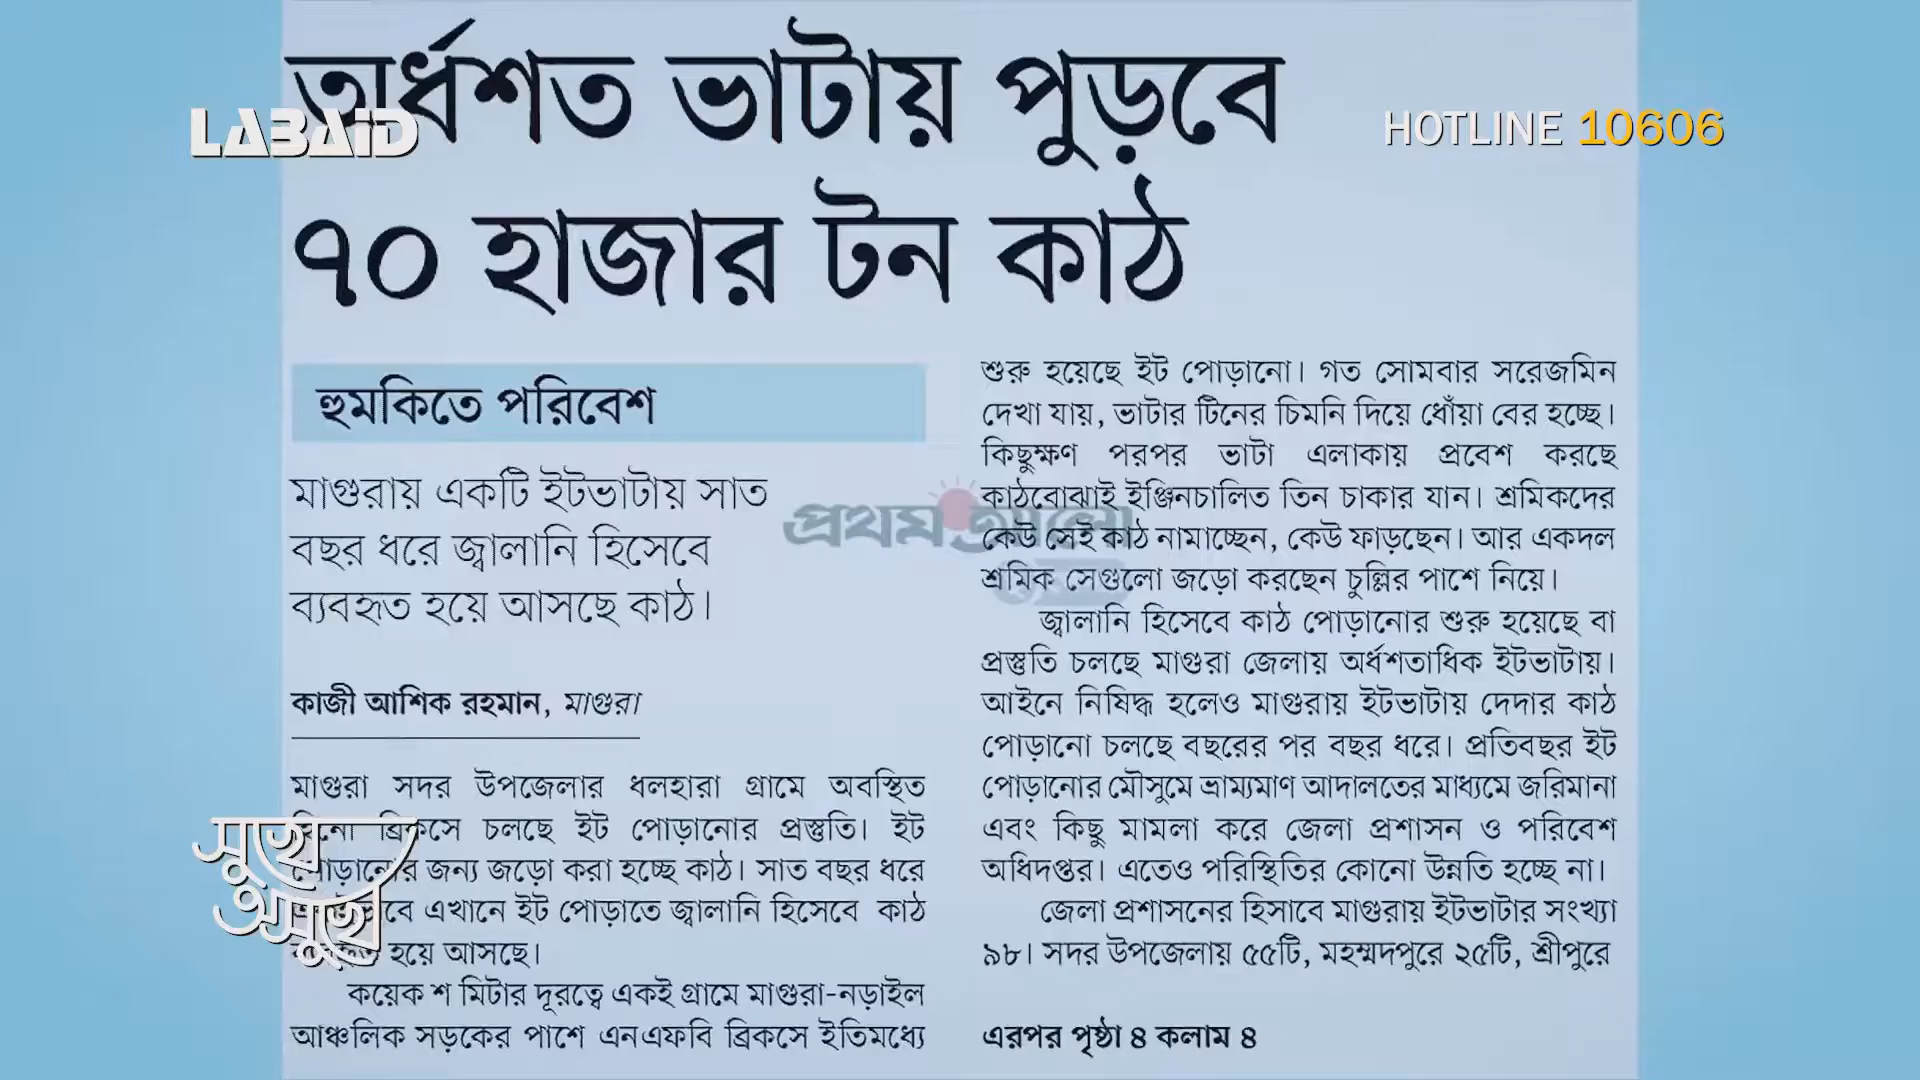 অর্ধশত ভাটায় পুড়বে
৭০ হাজার টন কাঠ
LABAID
HOTLINE 10606
হুমকিতে পরিবেশ
মাগুরায় একটি ইটভাটায় সাত
বছর ধরে জ্বালানি হিসেবে
ব্যবহৃত হয়ে আসছে কাঠ।
কাজী আশিক রহমান, মাগুরা
মাগুরা সদর উপজেলার ধলহারা গ্রামে অবস্থিত
ব্রিকসে চলছে ইট পোড়ানোর প্রস্তুতি। ইট
পোড়ানোর জন্য জড়ো করা হচ্ছে কাঠ। সাত বছর ধরে
এখানে ইট পোড়াতে জ্বালানি হিসেবে কাঠ
হয়ে আসছে।
কয়েক শ মিটার দূরত্বে একই গ্রামে মাগুরা-নড়াইল
আঞ্চলিক সড়কের পাশে এনএফবি ব্রিকসে ইতিমধ্যে
শুরু হয়েছে ইট পোড়ানো। গত সোমবার সরেজমিন
দেখা যায়, ভাটার টিনের চিমনি দিয়ে ধোঁয়া বের হচ্ছে।
কিছুক্ষণ পরপর ভাটা এলাকায় প্রবেশ করছে
কাঠবোঝাই ইঞ্জিনচালিত তিন চাকার যান। শ্রমিকদের
কেউ সেই কাঠ নামাচ্ছেন, কেউ ফাড়ছেন। আর একদল
শ্রমিক সেগুলো জড়ো করছেন চুল্লির পাশে নিয়ে।
জ্বালানি হিসেবে কাঠ পোড়ানোর শুরু হয়েছে বা
প্রস্তুতি চলছে মাগুরা জেলায় অর্ধশতাধিক ইটভাটায়।
আইনে নিষিদ্ধ হলেও মাগুরায় ইটভাটায় দেদার কাঠ
পোড়ানো চলছে বছরের পর বছর ধরে। প্রতিবছর ইট
পোড়ানোর মৌসুমে ভ্রাম্যমাণ আদালতের মাধ্যমে জরিমানা
এবং কিছু মামলা করে জেলা প্রশাসন ও পরিবেশ
অধিদপ্তর। এতেও পরিস্থিতির কোনো উন্নতি হচ্ছে না।
জেলা প্রশাসনের হিসাবে মাগুরায় ইটভাটার সংখ্যা
৯৮। সদর উপজেলায় ৫৫টি, মহম্মদপুরে ২৫টি, শ্রীপুরে
এরপর পৃষ্ঠা ৪ কলাম ৪
প্রথম আলো
সুখে
অসুখে